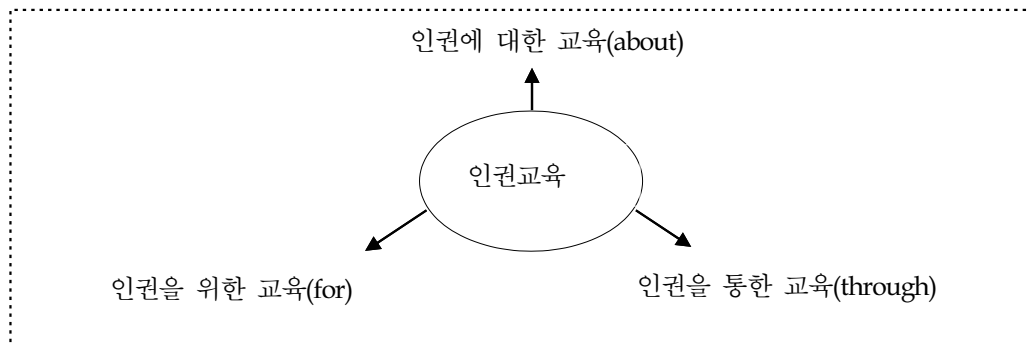 인권에 대한 교육(about)
인권교육
인권을 위한 교육(for)
인권을 통한 교육(through)